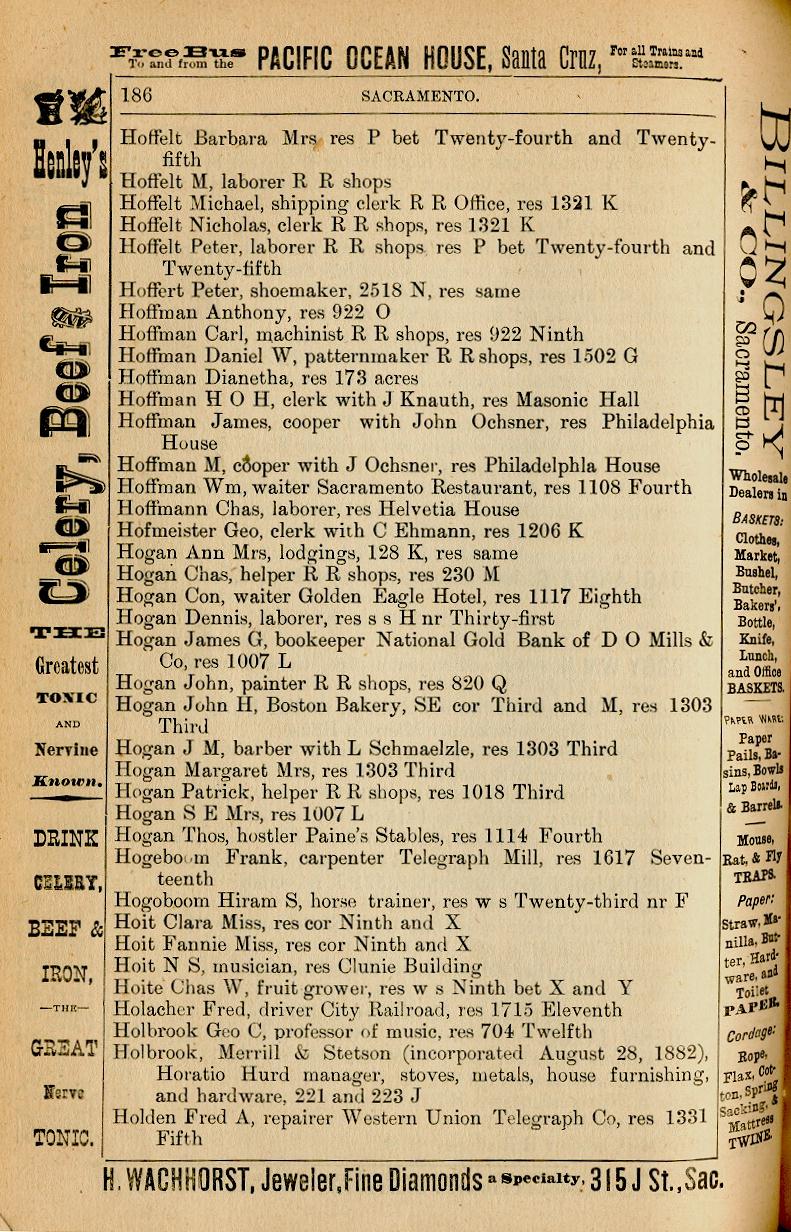 Free Bus To and from the PACIFIC OCEAN HOUSE, Santa Cruz, For all Trains and Steamers.
186 SACRAMENTO.
Hoffelt Barbara Mrs res P bet Twenty-fourth and Twenty-
fifth
Hoffelt M, laborer R R shops
Hoffelt Michael, shipping clerk R R Office, res 1321 K
Hoffelt Nicholas, clerk R R shops, res 1321 K
Hoffelt Peter, laborer R R shops res P bet Twenty-fourth and
Twenty-fifth
Hoffert Peter, shoemaker, 2518 N, res same
Hoffman Anthony, res 922 O
Hoffman Carl, machinist R R shops, res 922 Ninth
Hoffman Daniel W, patternmaker R R shops, res 1502 G
Hoffman Dianetha, res 173 acres
Hoffman H O H, clerk with J Knauth, res Masonic Hall
Hoffman James, cooper with John Ochsner, res Philadelphia
House
Hoffman M, cooper with J Ochsner, res Philadelphla House
Hoffman Wm, waiter Sacramento Restaurant, res 1108 Fourth
Hoffmann Chas, laborer, res Helvetia House
Hofmeister Geo, clerk with C Ehmann, res 1206 K
Hogan Ann Mrs, lodgings, 128 K, res same
Hogan Chas, helper R R shops, res 230 M
Hogan Con, waiter Golden Eagle Hotel, res 1117 Eighth
Hogan Dennis, laborer, res s s H nr Thirty-first
Hogan James G, bookeeper National Gold Bank of D O Mills &
Co, res 1007 L
Hogan John, painter R R shops, res 820 Q
Hogan John H, Boston Bakery, SE cor Third and M, res 1303
Third
Hogan J M, barber with L Schmaelzle, res 1303 Third
Hogan Margaret Mrs, res 1303 Third
Hogan Patrick, helper R R shops, res 1018 Third
Hogan S E Mrs, res 1007 L
Hogan Thos, hostler Paine's Stables, res 1114 Fourth
Hogeboom Frank, carpenter Telegraph Mill, res 1617 Seven-
teenth
Hogoboom Hiram S, horse trainer, res w s Twenty-third nr F
Hoit Clara Miss, res cor Ninth and X
Hoit Fannie Miss, res cor Ninth and X
Hoit N S, musician, res Clunie Building
Hoite Chas W, fruit grower, res w s Ninth bet X and Y
Holacher Fred, driver City Railroad, res 1715 Eleventh
Holbrook Geo C, professor of music, res 704 Twelfth
Holbrook, Merrill & Stetson (incorporated August 28, 1882),
Horatio Hurd manager, stoves, metals, house furnishing,
and hardware, 221 and 223 J
Holden Fred A, repairer Western Union Telegraph Co, res 1331
Fifth
Henley's
Celery, Beef and Iron
THE
Greatest
TONIC
AND
Nervine
Known.
DRINK
CELERY,
BEEF &
IRON,
—THE—
GREAT
Nerve
TONIC.
BILLINGSLEY
& CO., Sacramento,
Wholesale
Dealers in
BASKETS:
Clothes,
Market,
Bushel,
Butcher,
Bakers',
Bottle,
Knife,
Lunch,
and Office
BASKETS.
PAPER WARE:
Paper
Pails, Ba-
sins, Bowls
Lap Boards,
& Barrels.
Mouse,
Rat, & Fly
TRAPS.
Paper:
Straw, Ma-
nilla, But-
ter, Hard-
ware, and
Toilet
PAPER.
Cordage:
Rope,
Flax, Cot-
ton, Spring
Sacking, &
Mattress
TWINE.
H. WACHHORST, Jeweler, Fine Diamonds a Specialty, 315 J St., Sac.